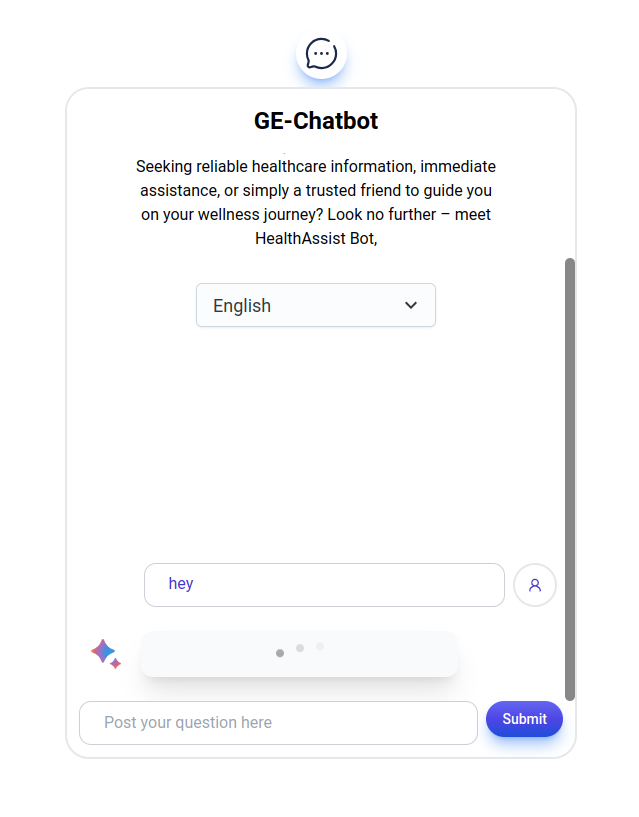 GE-Chatbot
Seeking reliable healthcare information, immediate
assistance, or simply a trusted friend to guide you
on your wellness journey? Look no further – meet
HealthAssist Bot,
English
hey
Post your question here
Submit